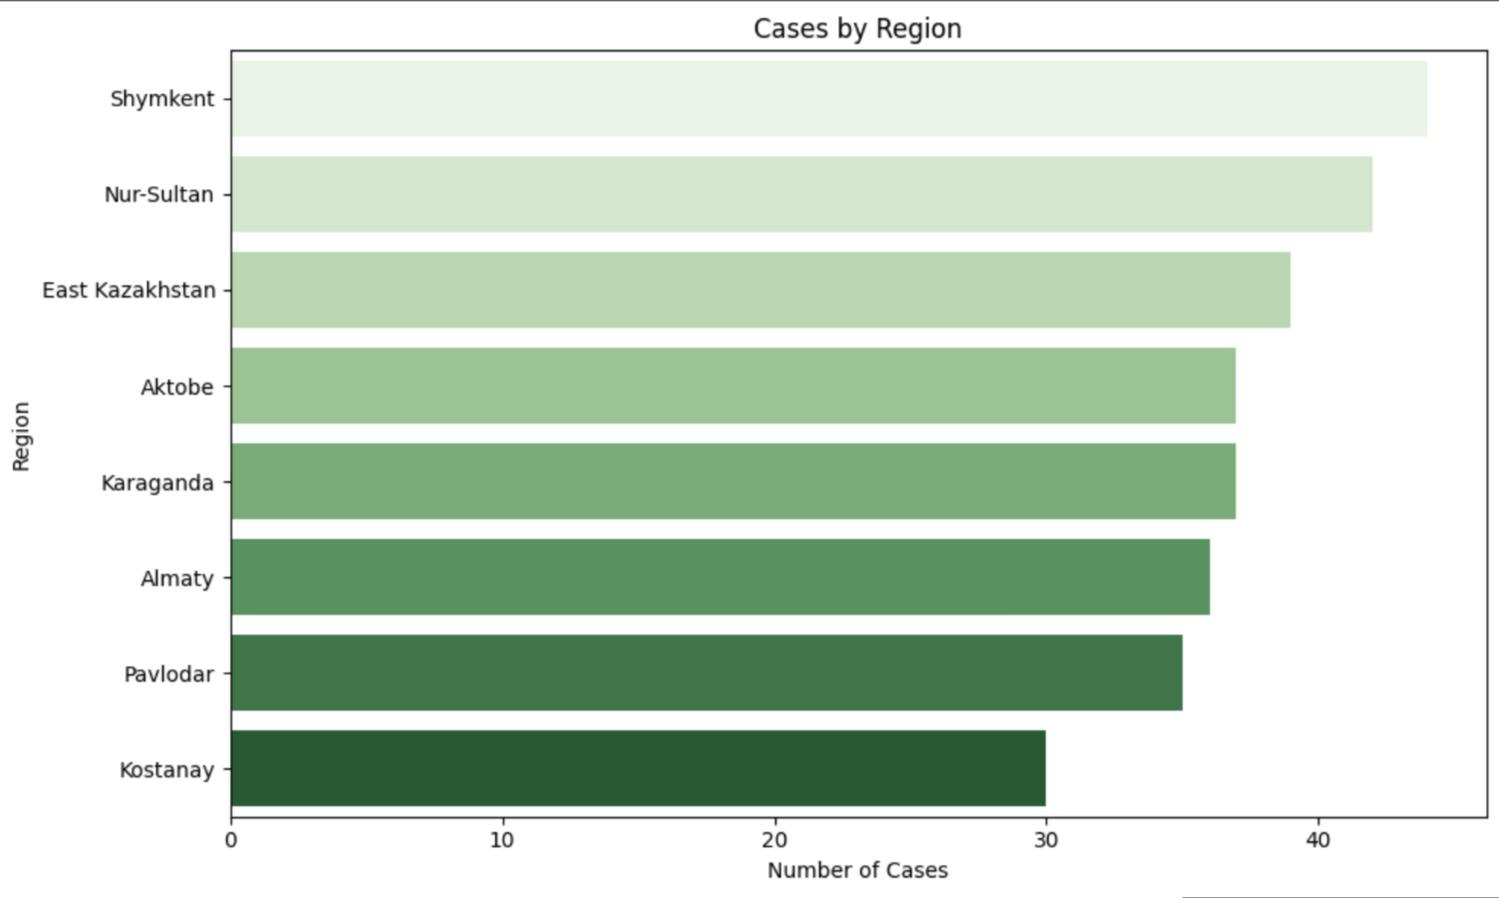 Cases by Region
Shymkent
Nur-Sultan
East Kazakhstan
Aktobe
Karaganda
Almaty
Pavlodar
Kostanay
Region
0 10 20 30 40
Number of Cases